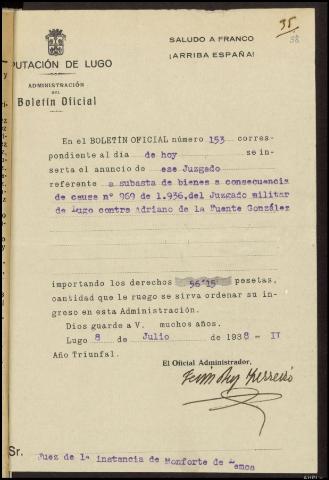 35
38
SALUDO A FRANCO
¡ARRIBA ESPAÑA!
PUTACIÓN DE LUGO
ADMINISTRACIÓN
DEL
Boletín Oficial
En el BOLETÍN OFICIAL número 153 corres-
pondiente al día de hoy se in-
serta el anuncio de ese Juzgado
referente a subasta de bienes a consecuencia
de causa nº 969 de 1.936, del Juzgado militar
de Lugo contra Adriano de la Fuente González
importando los derechos 56'15 pesetas,
cantidad que le ruego se sirva ordenar su in-
greso en esta Administración.
Dios guarde a V. muchos años.
Lugo 8 de Julio de 1938 - II
Año Triunfal.
El Oficial Administrador,
Sr. Juez de 1a instancia de Monforte de Lemos